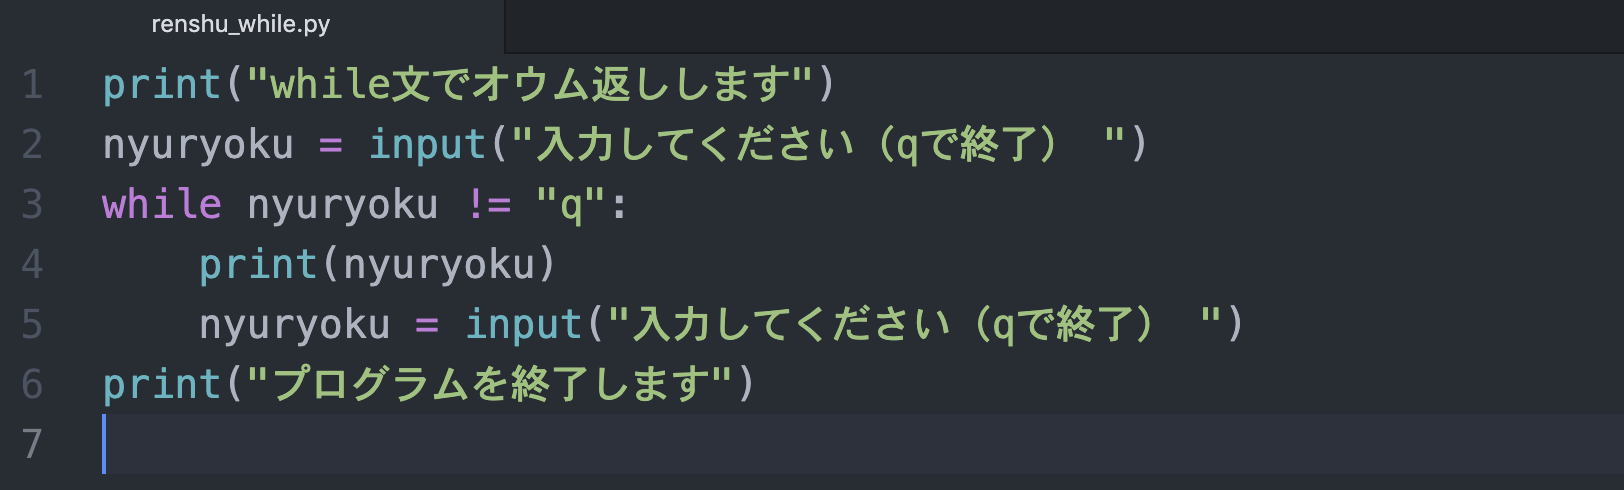 renshu_while.py
1 print("while文でオウム返しします")
2 nyuryoku = input("入力してください（qで終了） ")
3 while nyuryoku != "q":
4     print(nyuryoku)
5     nyuryoku = input("入力してください（qで終了） ")
6 print("プログラムを終了します")
7